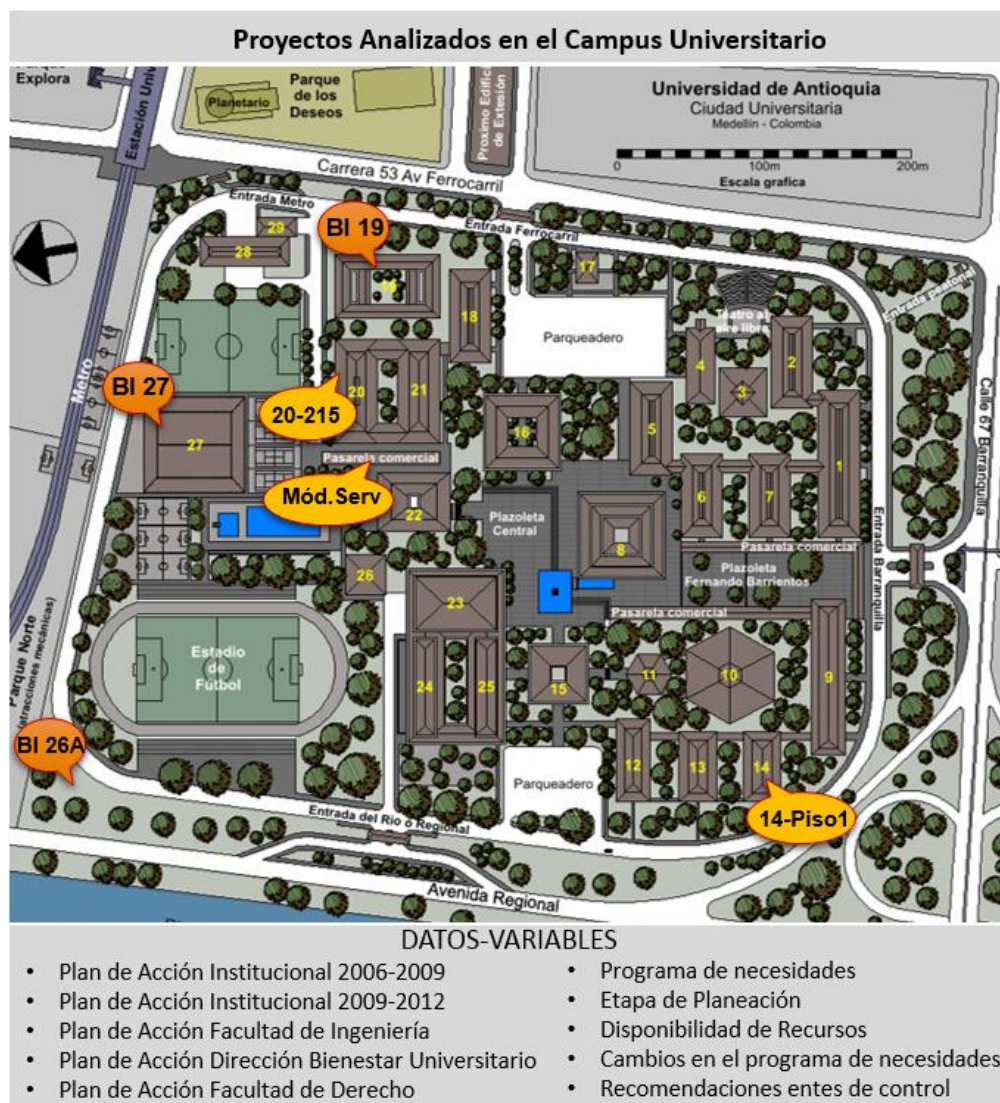 Proyectos Analizados en el Campus Universitario
Explora
Estación Univ
Planetario
Parque
de los
Deseos
Proximo Edific
de Extesión
Universidad de Antioquia
Ciudad Universitaria
Medellín - Colombia
0
100m
200m
Escala grafica
Carrera 53 Av Ferrocarril
Entrada Metro
Entrada Ferrocarril
Entrada peatonal
BI 19
29
28
19
17
18
Parqueadero
Teatro al
aire libre
4
2
3
Metro
BI 27
20
21
20-215
16
5
1
27
Pasarela comercial
Mód.Serv
22
Plazoleta
Central
6
7
8
Calle 67 Barranquilla
Entrada Barranquilla
Pasarela comercial
Plazoleta
Fernando Barrientos
Pasarela comercial
26
23
Estadio
de
Fútbol
24
25
15
11
10
9
Parque Norte
(atracciones mecánicas)
BI 26A
12
13
14
Parqueadero
14-Piso1
Entrada del Río o Regional
Avenida Regional
DATOS-VARIABLES
• Plan de Acción Institucional 2006-2009
• Plan de Acción Institucional 2009-2012
• Plan de Acción Facultad de Ingeniería
• Plan de Acción Dirección Bienestar Universitario
• Plan de Acción Facultad de Derecho
• Programa de necesidades
• Etapa de Planeación
• Disponibilidad de Recursos
• Cambios en el programa de necesidades
• Recomendaciones entes de control